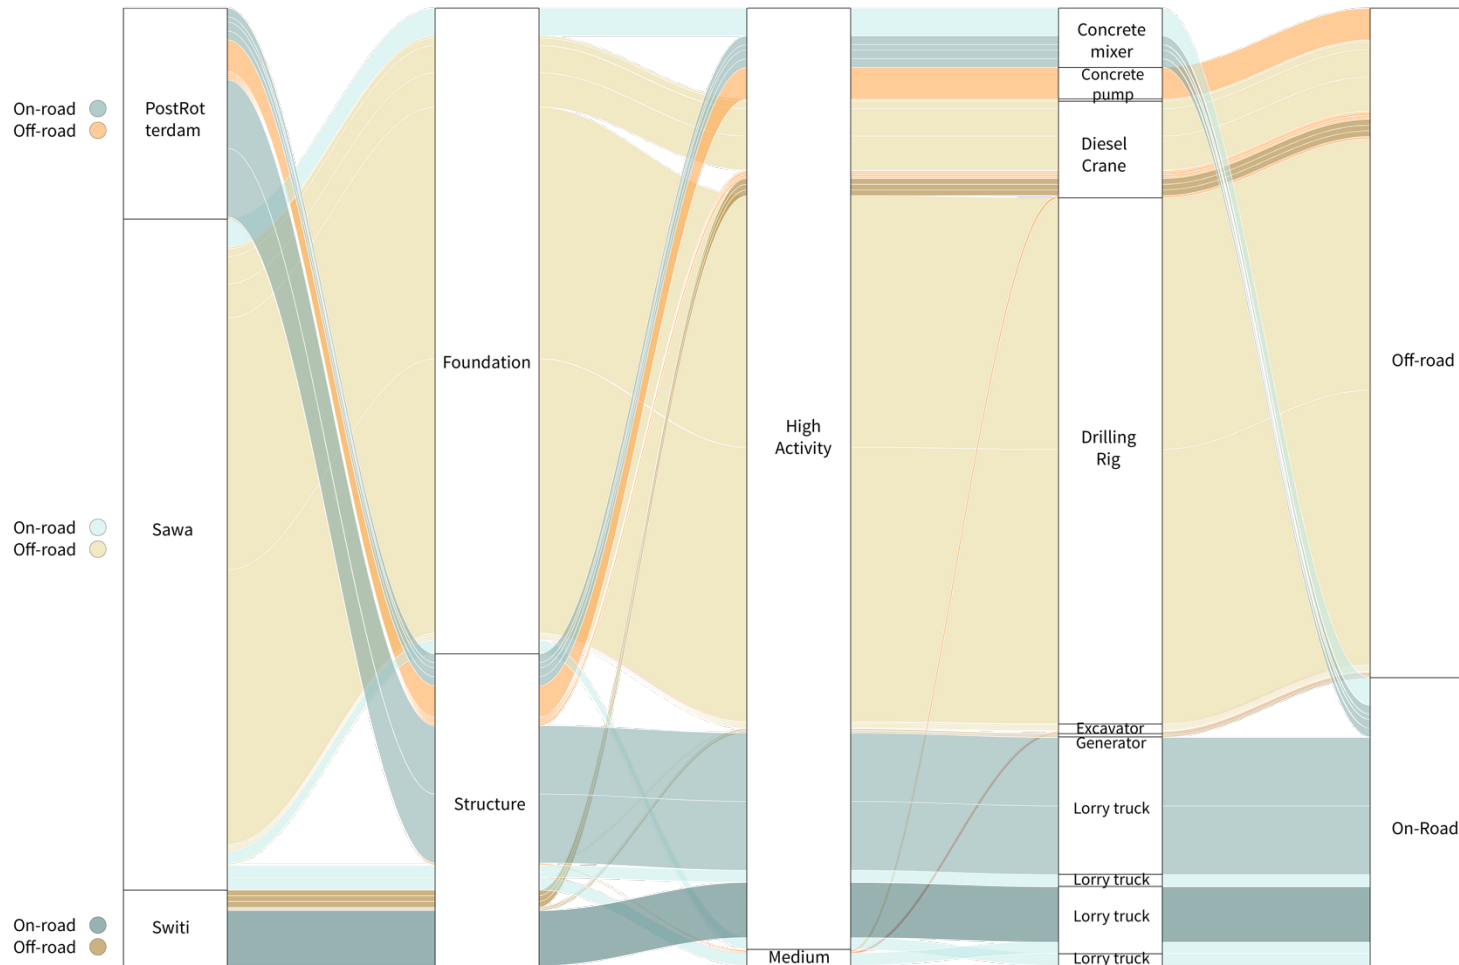 On-road
Off-road
PostRot
terdam
On-road
Off-road
Sawa
On-road
Off-road
Switi
Foundation
Structure
High
Activity
Medium
Concrete
mixer
Concrete
pump
Diesel
Crane
Drilling
Rig
Excavator
Generator
Lorry truck
Lorry truck
Lorry truck
Lorry truck
Off-road
On-Road